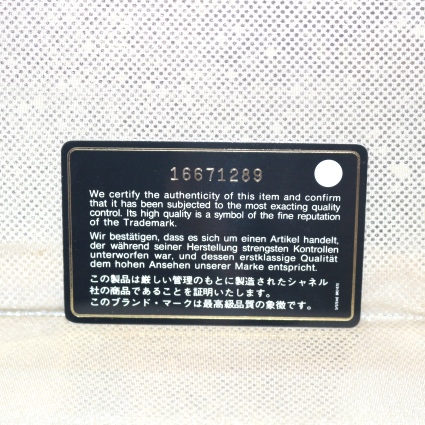 16671289
We certify the authenticity of this item and confirm
that it has been subjected to the most exacting quality
control. Its high quality is a symbol of the fine reputation
of the Trademark.
Wir bestätigen, dass es sich um einen Artikel handelt,
der während seiner Herstellung strengsten Kontrollen
unterworfen war, und dessen erstklassige Qualität
dem hohen Ansehen unserer Marke entspricht.
この製品は厳しい管理のもとに製造されたシャネル
社の商品であることを証明いたします。
このブランド・マークは最高級品質の象徴です。